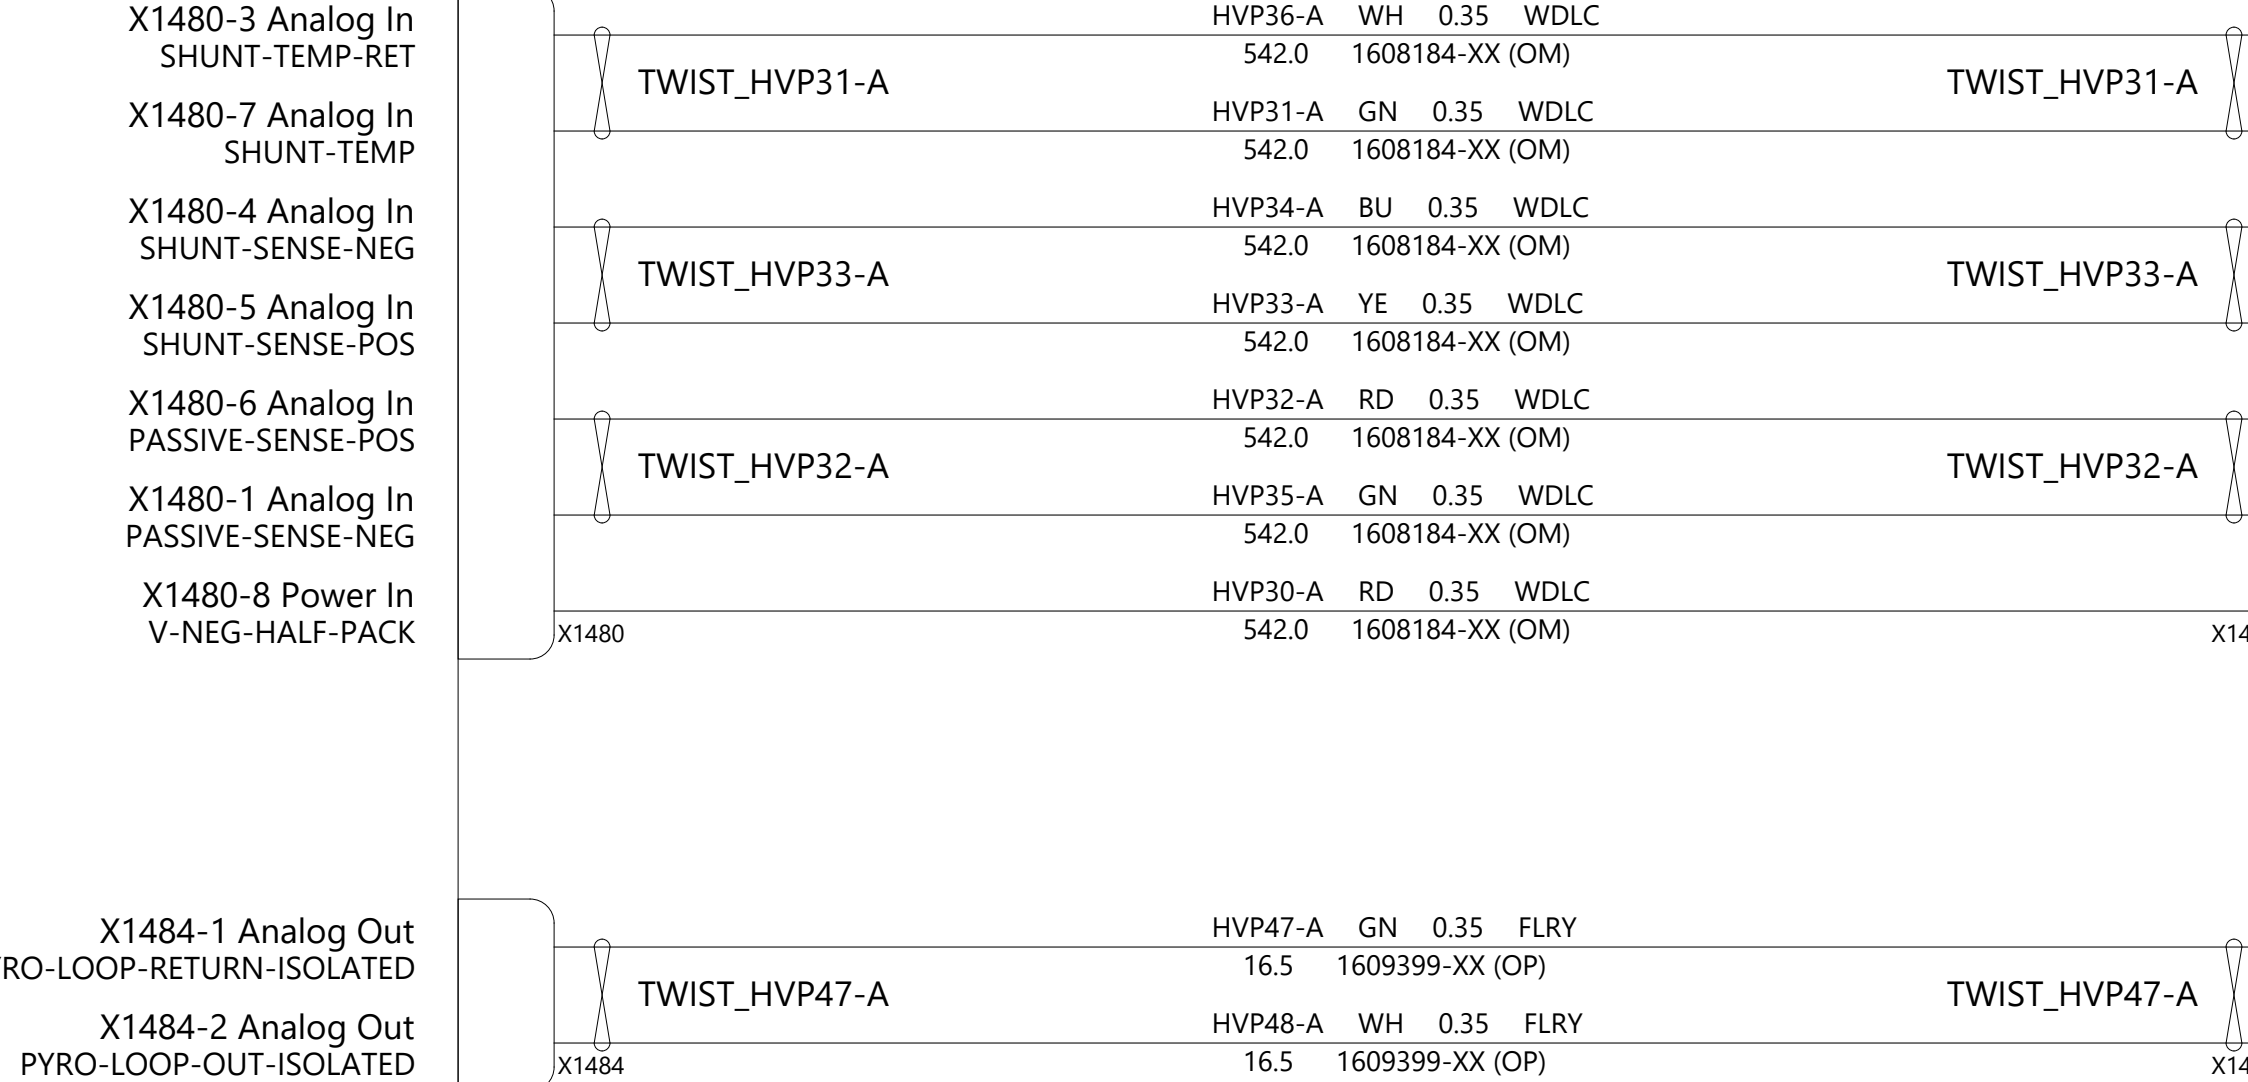 X1480-3 Analog In
SHUNT-TEMP-RET
HVP36-A WH 0.35 WDLC
542.0 1608184-XX (OM)
TWIST_HVP31-A
TWIST_HVP31-A
X1480-7 Analog In
SHUNT-TEMP
HVP31-A GN 0.35 WDLC
542.0 1608184-XX (OM)
X1480-4 Analog In
SHUNT-SENSE-NEG
HVP34-A BU 0.35 WDLC
542.0 1608184-XX (OM)
TWIST_HVP33-A
TWIST_HVP33-A
X1480-5 Analog In
SHUNT-SENSE-POS
HVP33-A YE 0.35 WDLC
542.0 1608184-XX (OM)
X1480-6 Analog In
PASSIVE-SENSE-POS
HVP32-A RD 0.35 WDLC
542.0 1608184-XX (OM)
TWIST_HVP32-A
TWIST_HVP32-A
X1480-1 Analog In
PASSIVE-SENSE-NEG
HVP35-A GN 0.35 WDLC
542.0 1608184-XX (OM)
X1480-8 Power In
V-NEG-HALF-PACK
HVP30-A RD 0.35 WDLC
542.0 1608184-XX (OM)
X1480
X14
X1484-1 Analog Out
RO-LOOP-RETURN-ISOLATED
HVP47-A GN 0.35 FLRY
16.5 1609399-XX (OP)
TWIST_HVP47-A
TWIST_HVP47-A
X1484-2 Analog Out
PYRO-LOOP-OUT-ISOLATED
HVP48-A WH 0.35 FLRY
16.5 1609399-XX (OP)
X1484
X14